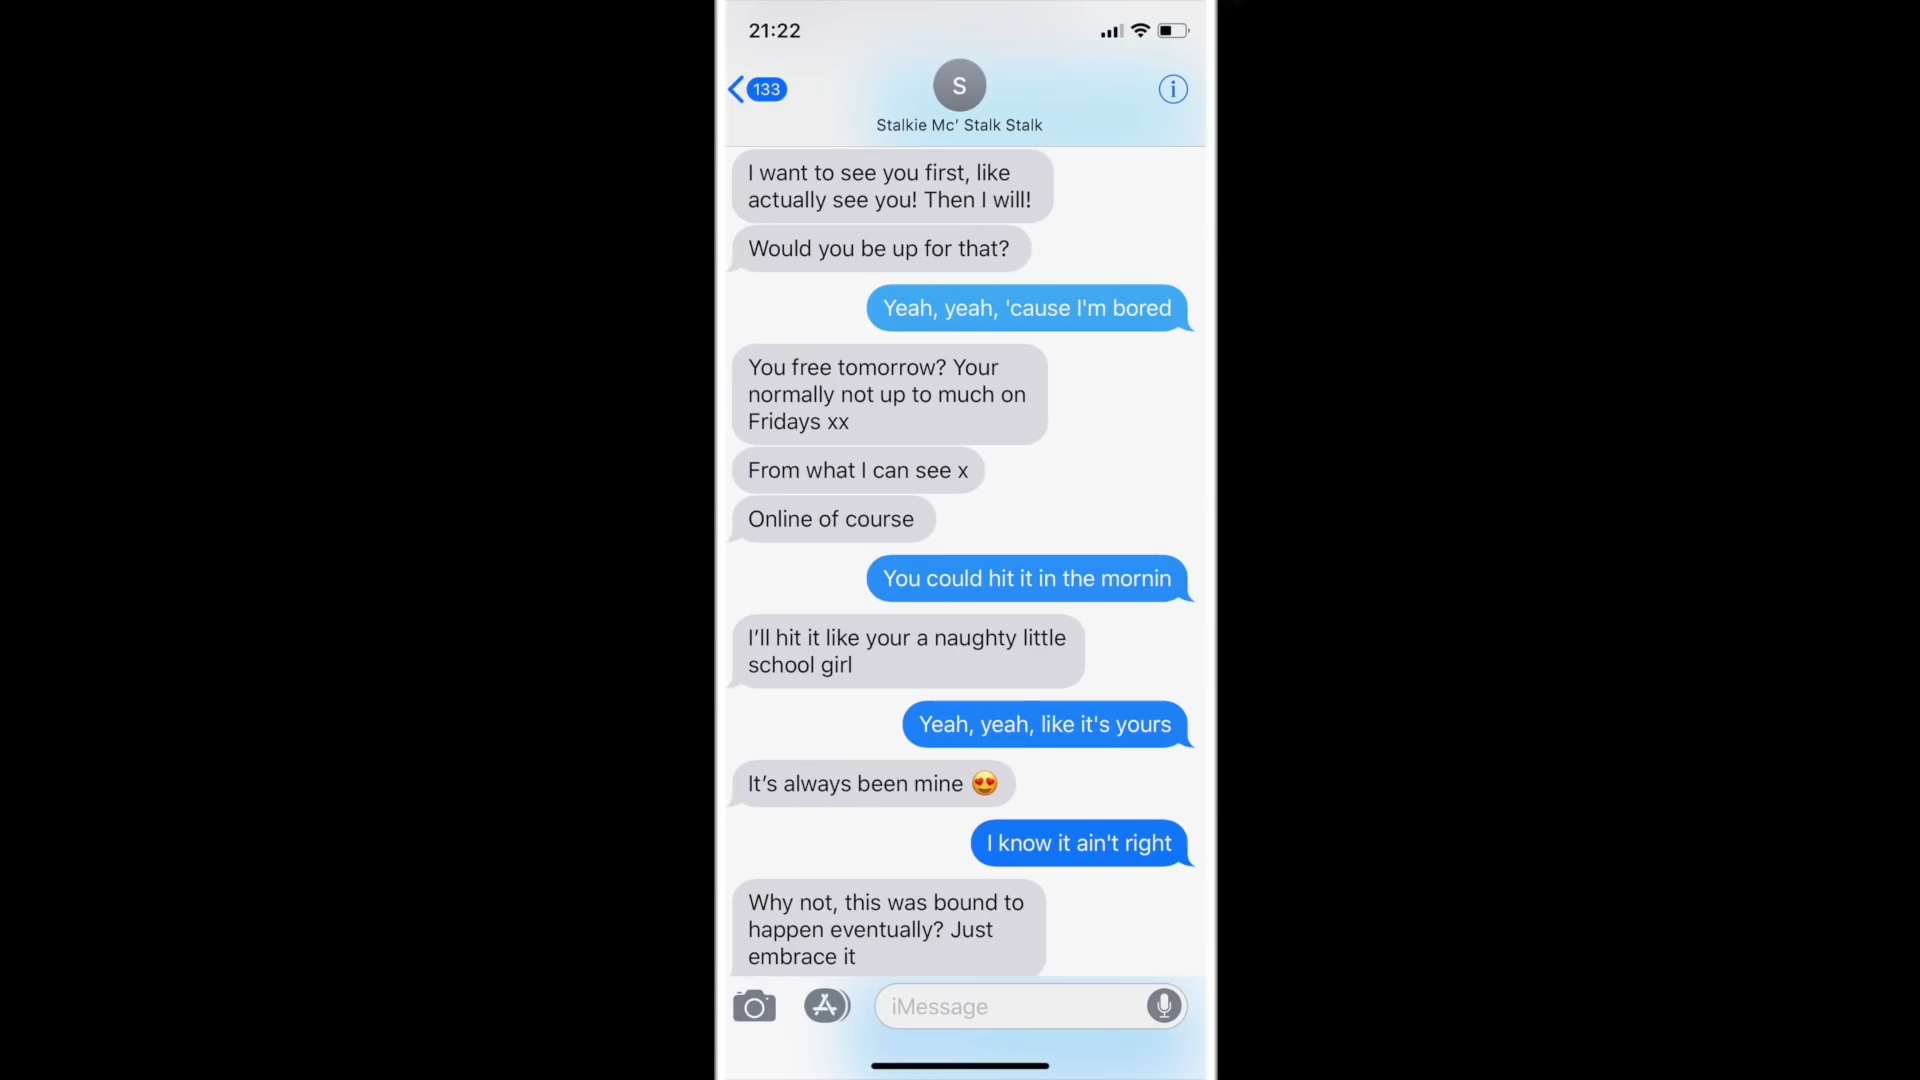 21:22
133
S
Stalkie Mc’ Stalk Stalk
I want to see you first, like
actually see you! Then I will!
Would you be up for that?
Yeah, yeah, 'cause I'm bored
You free tomorrow? Your
normally not up to much on
Fridays xx
From what I can see x
Online of course
You could hit it in the mornin
I’ll hit it like your a naughty little
school girl
Yeah, yeah, like it's yours
It’s always been mine 😍
I know it ain't right
Why not, this was bound to
happen eventually? Just
embrace it
iMessage